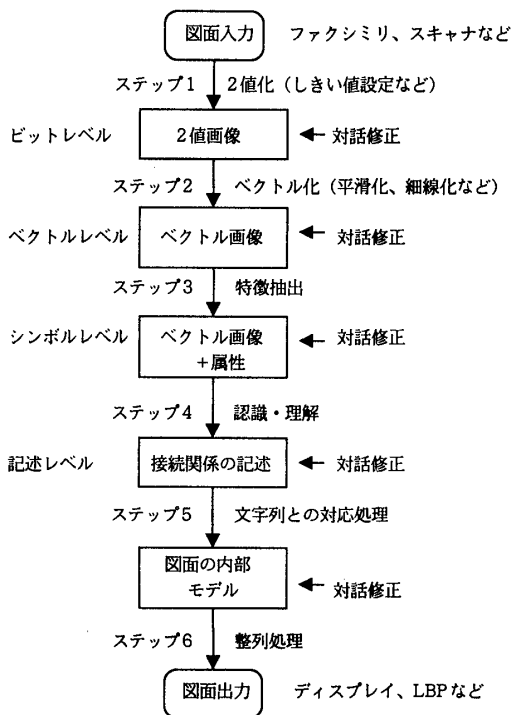 図面入力 ファクシミリ、スキャナなど
ステップ1 2値化（しきい値設定など）
ビットレベル 2値画像 対話修正
ステップ2 ベクトル化（平滑化、細線化など）
ベクトルレベル ベクトル画像 対話修正
ステップ3 特徴抽出
シンボルレベル ベクトル画像 対話修正
＋属性
ステップ4 認識・理解
記述レベル 接続関係の記述 対話修正
ステップ5 文字列との対応処理
図面の内部
モデル 対話修正
ステップ6 整列処理
図面出力 ディスプレイ、LBPなど